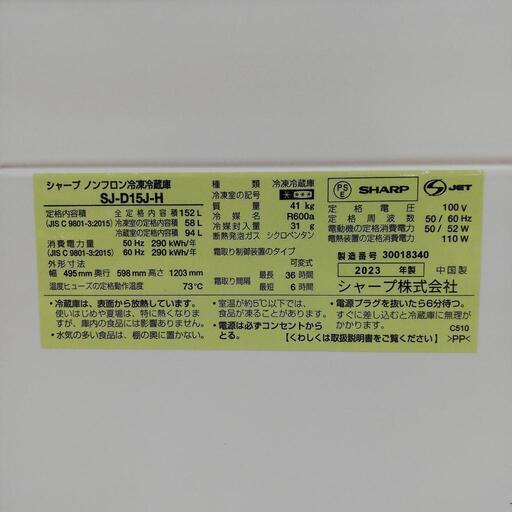 シャープ ノンフロン冷凍冷蔵庫
SJ-D15J-H
定格内容積 全定格内容積 152 L
(JIS C 9801-3:2015) 冷凍室の定格内容積 58 L
冷蔵室の定格内容積 94 L
消費電力量 50 Hz 290 kWh/年
(JIS C 9801-3:2015) 60 Hz 290 kWh/年
外形寸法
幅 495 mm 奥行 598 mm 高さ 1203 mm
温度ヒューズの定格動作温度 73℃
種類 冷凍冷蔵庫
冷凍室の記号
質量 41 kg
冷媒名 R600a
冷媒封入量 31 g
断熱発泡ガス シクロペンタン
霜取り制御装置のタイプ
可変式
霜取り間隔 最長 36 時間
最短 6 時間
PS
E
SHARP
JET
定格電圧 100 V
定格周波数 50 / 60 Hz
電動機の定格消費電力 50 / 52 W
電熱装置の定格消費電力 110 W
製造番号 30018340
2023 年製 中国製
シャープ株式会社
•冷蔵庫は、表面から放熱しています。
使いはじめや夏場は、特に熱くなりま
すが、庫内の食品には影響ありません。
•水気の多い食品は、棚の奥に置かない。
•室温が約5℃以下では、
食品が凍ることがあります。
•電源は必ずコンセントから
とる。
•電源プラグを抜いたら6分待つ。
すぐに差し込むと冷蔵庫に無理が
かかります。
C510
【くわしくは取扱説明書をご覧ください】 >PP<